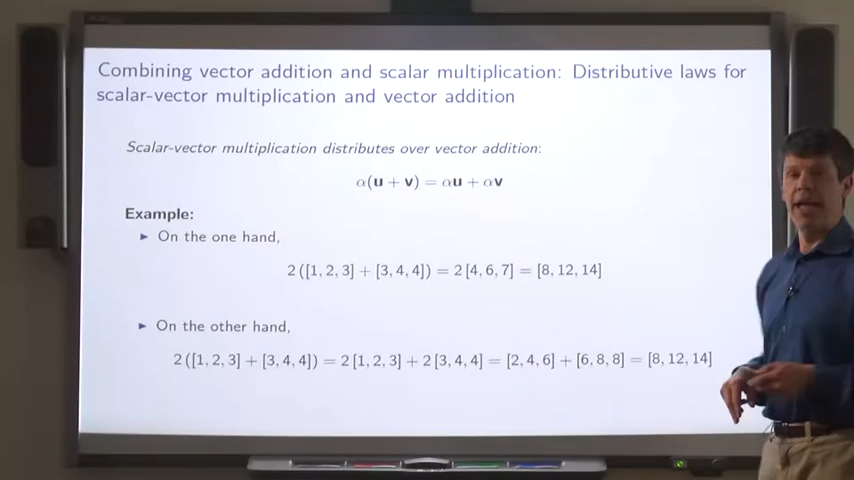 Combining vector addition and scalar multiplication: Distributive laws for
scalar-vector multiplication and vector addition
Scalar-vector multiplication distributes over vector addition:
α(u + v) = αu + αv
Example:
▶ On the one hand,
2 ([1, 2, 3] + [3, 4, 4]) = 2 [4, 6, 7] = [8, 12, 14]
▶ On the other hand,
2 ([1, 2, 3] + [3, 4, 4]) = 2 [1, 2, 3] + 2 [3, 4, 4] = [2, 4, 6] + [6, 8, 8] = [8, 12, 14]